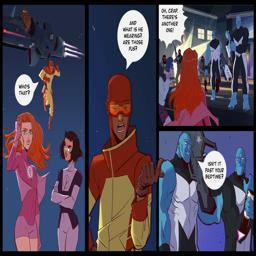 WHO'S
THAT?
AND
WHAT IS HE
WEARING?
ARE THOSE
PJS?
OH, CRAP.
THERE'S
ANOTHER
ONE!
ISN'T IT
PAST YOUR
BEDTIME?